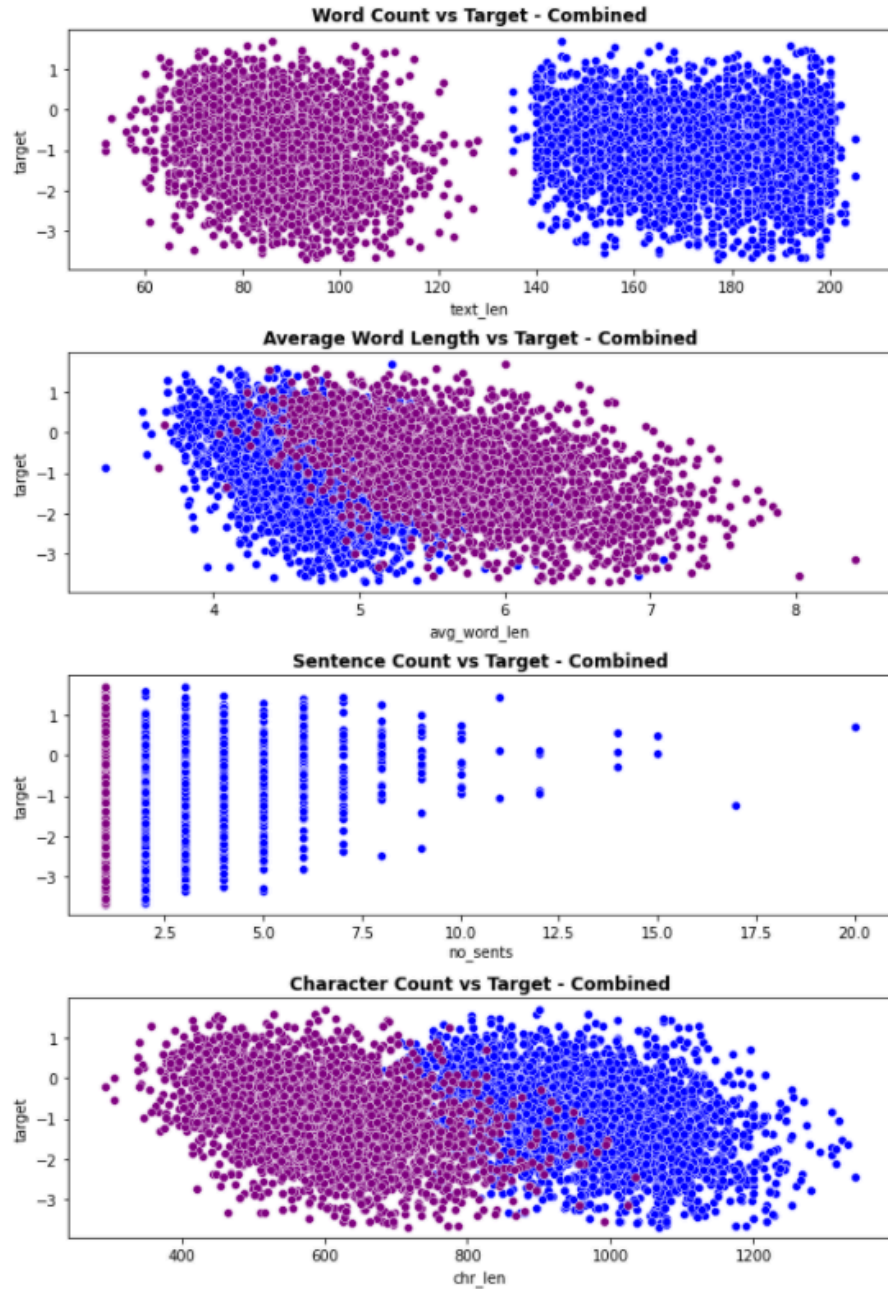 Word Count vs Target - Combined
1
0
−1
−2
−3
target
60 80 100 120 140 160 180 200
text_len
Average Word Length vs Target - Combined
1
0
−1
−2
−3
target
4 5 6 7 8
avg_word_len
Sentence Count vs Target - Combined
1
0
−1
−2
−3
target
2.5 5.0 7.5 10.0 12.5 15.0 17.5 20.0
no_sents
Character Count vs Target - Combined
1
0
−1
−2
−3
target
400 600 800 1000 1200
chr_len